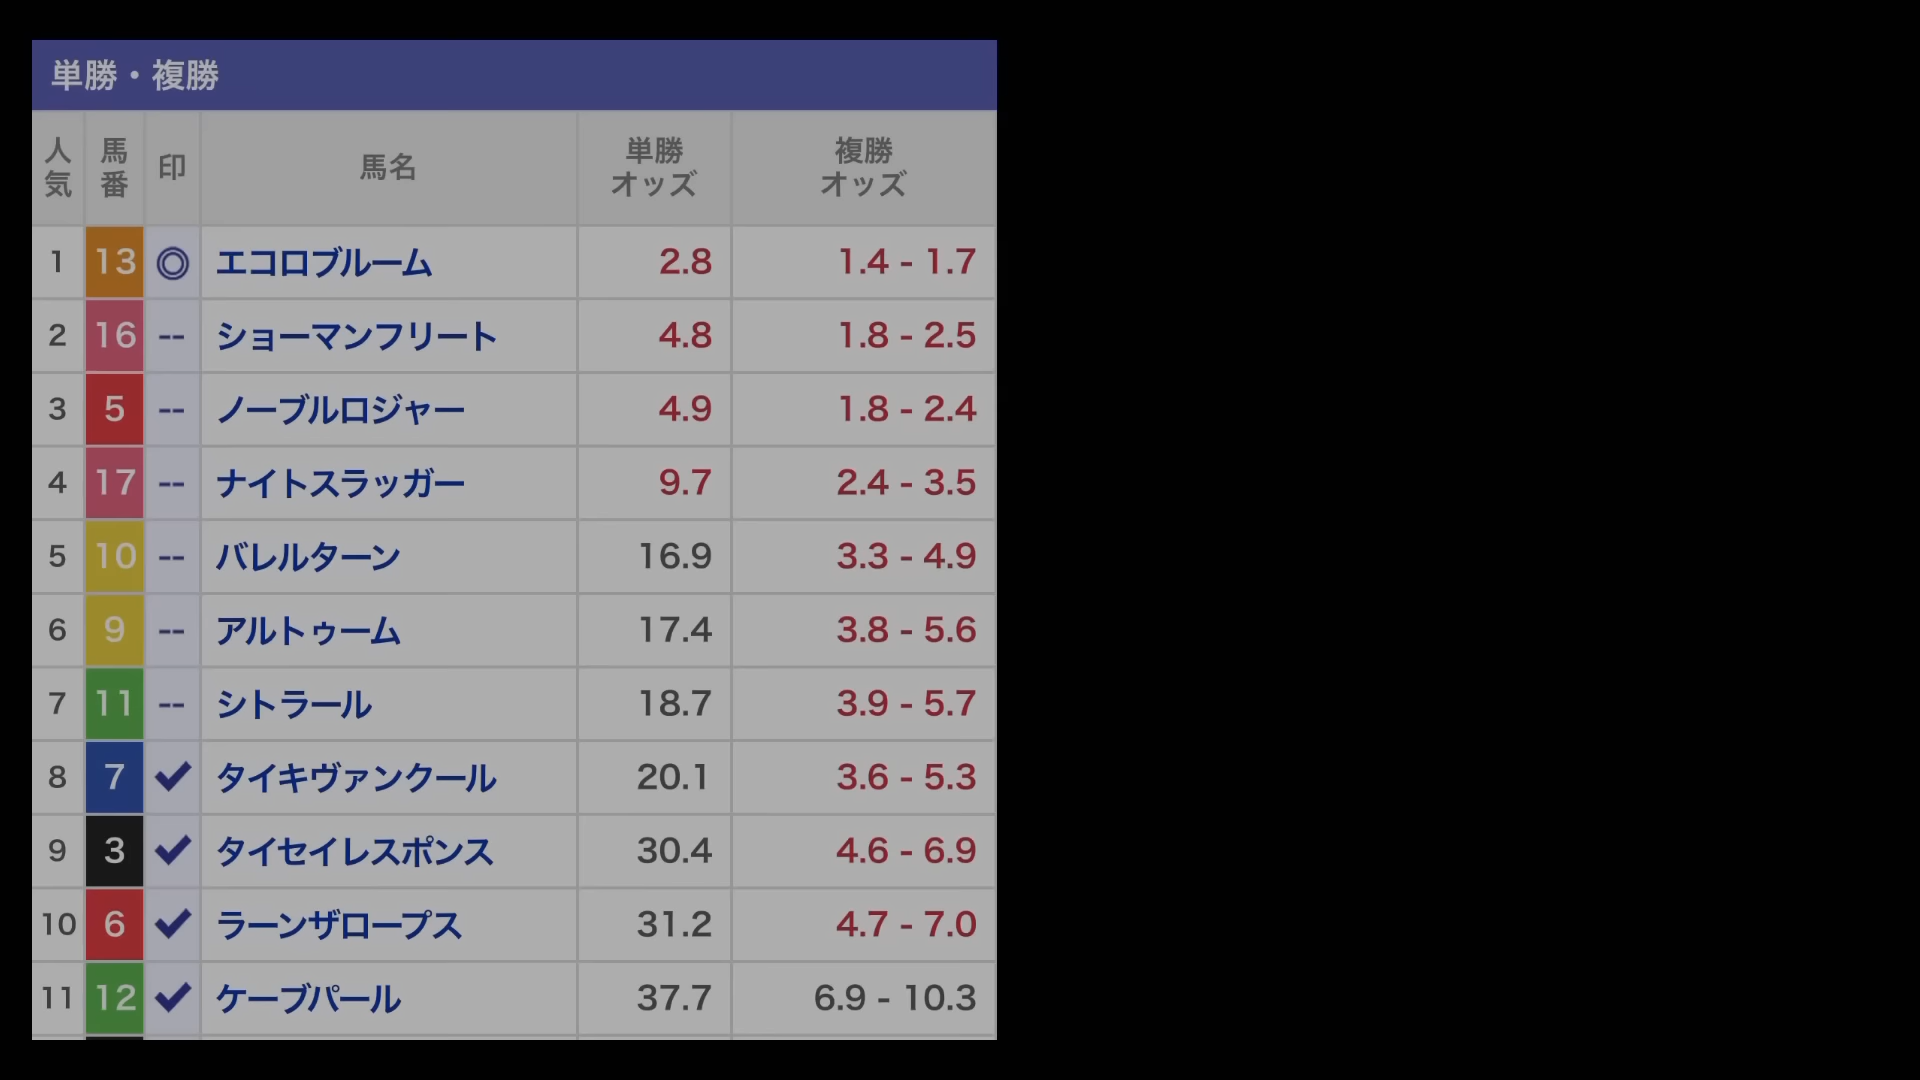 単勝・複勝
人気 馬番 印 馬名 単勝オッズ 複勝オッズ
1 13 ◎ エコロブルーム 2.8 1.4 - 1.7
2 16 -- ショーマンフリート 4.8 1.8 - 2.5
3 5 -- ノーブルロジャー 4.9 1.8 - 2.4
4 17 -- ナイトスラッガー 9.7 2.4 - 3.5
5 10 -- バレルターン 16.9 3.3 - 4.9
6 9 -- アルトゥーム 17.4 3.8 - 5.6
7 11 -- シトラール 18.7 3.9 - 5.7
8 7 ✔ タイキヴァンクール 20.1 3.6 - 5.3
9 3 ✔ タイセイレスポンス 30.4 4.6 - 6.9
10 6 ✔ ラーンザロープス 31.2 4.7 - 7.0
11 12 ✔ ケーブパール 37.7 6.9 - 10.3